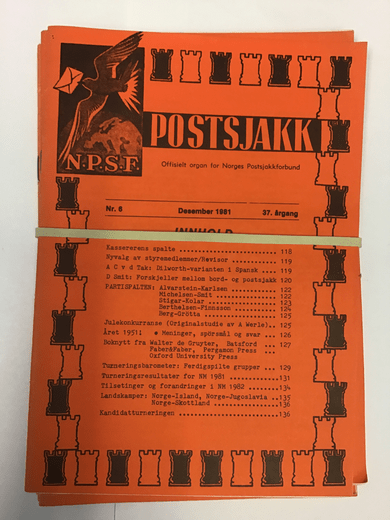 N.P.S.F.
POSTSJAKK
Offisielt organ for Norges Postsjakkforbund
Nr. 6 Desember 1981 37. årgang
INNHOLD
Kassererens spalte 118
Nyvalg av styremedlemmer/Revisor 119
A C v d Tak: Dilworth-varianten i Spansk 119
D Smit: Forskjeller mellom bord- og postsjakk 120
PARTISPALTEN: Alvarstein-Karlsen 122
Michelsen-Smit 122
Stigar-Kolar 123
Berthelsen-Finnsson 124
Berg-Grötta 125
Julekonkurranse (Originalstudie av A Werle) 125
Året 1951: * Meninger, spörsmål og svar 126
Boknytt fra Walter de Gruyter, Batsford 127
Faber&Faber, Pergamon Press
Oxford University Press
Turneringsbarometer: Ferdigspilte grupper 129
Turneringsresultater for NM 1981 131
Tilsetinger og forandringer i NM 1982 134
Landskamper: Norge-Island, Norge-Jugoslavia 135
Norge-Skottland 136
Kandidatturneringen 136